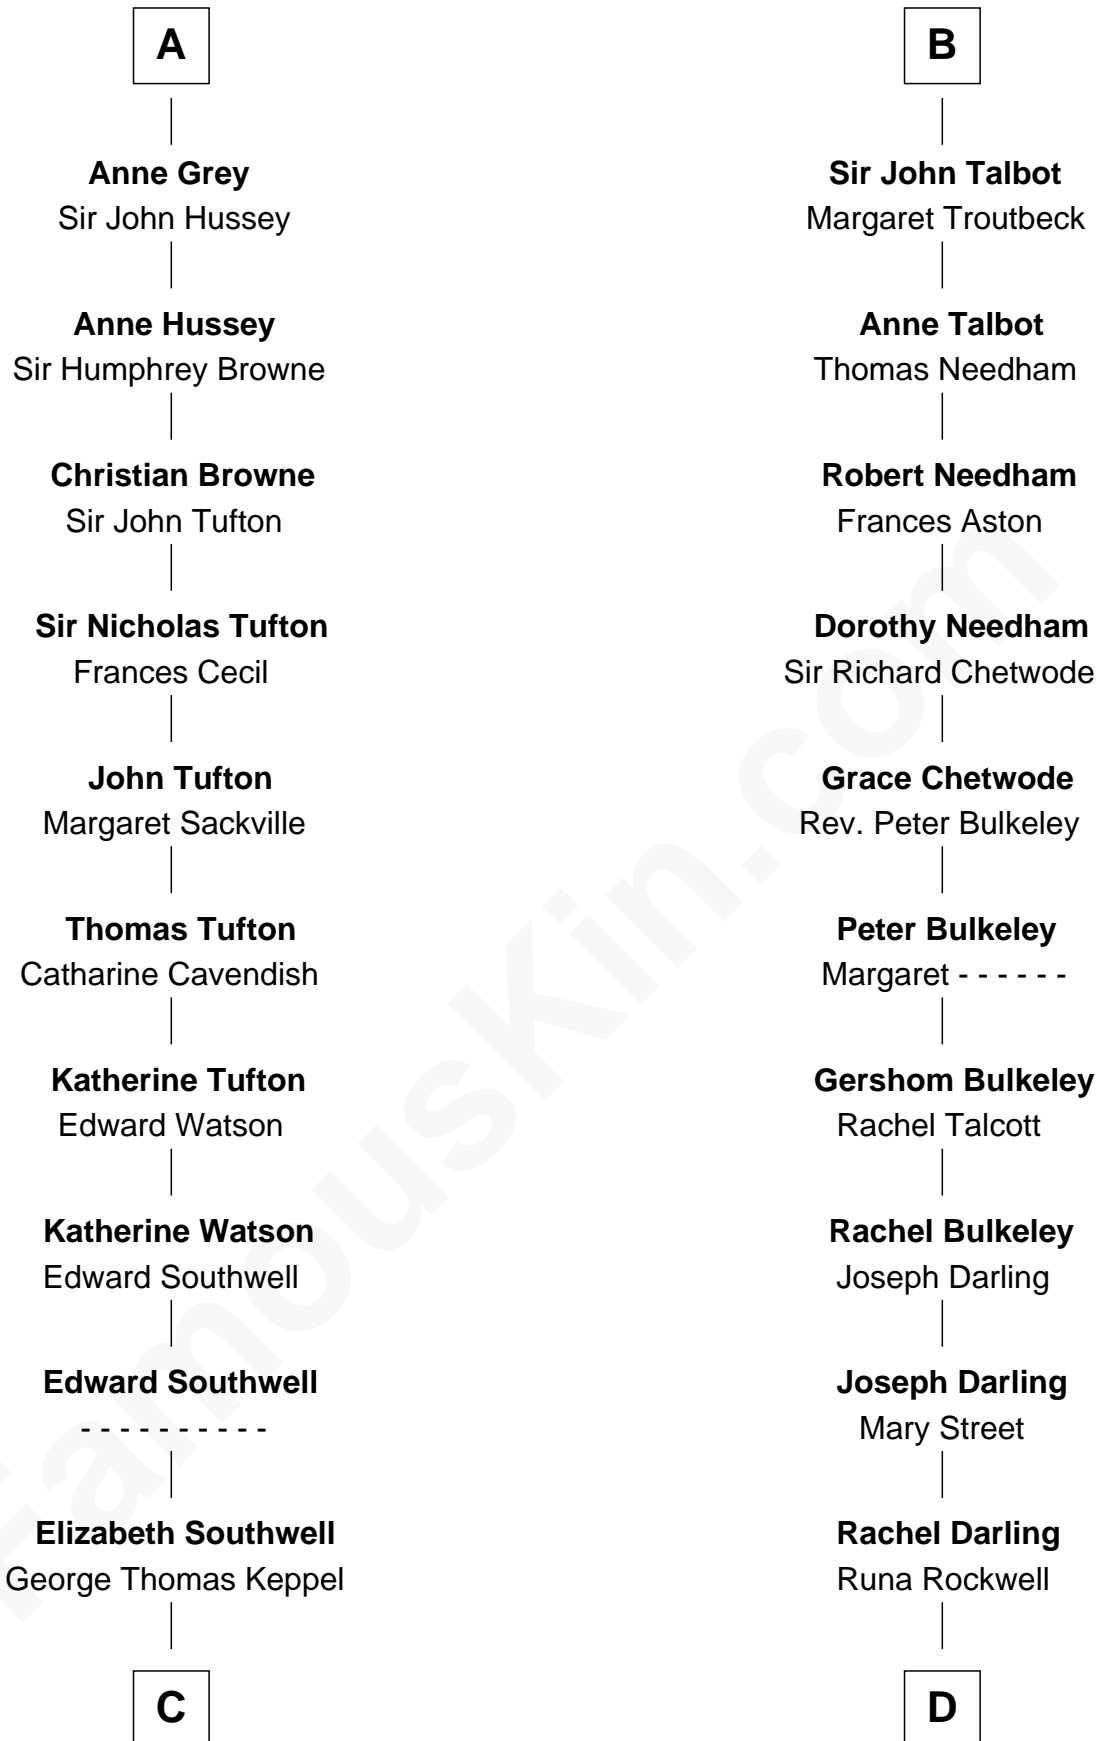 A
Anne Grey
Sir John Hussey
Anne Hussey
Sir Humphrey Browne
Christian Browne
Sir John Tufton
Sir Nicholas Tufton
Frances Cecil
John Tufton
Margaret Sackville
Thomas Tufton
Catharine Cavendish
Katherine Tufton
Edward Watson
Katherine Watson
Edward Southwell
Edward Southwell
- - - - - - - - - -
Elizabeth Southwell
George Thomas Keppel
C
B
Sir John Talbot
Margaret Troutbeck
Anne Talbot
Thomas Needham
Robert Needham
Frances Aston
Dorothy Needham
Sir Richard Chetwode
Grace Chetwode
Rev. Peter Bulkeley
Peter Bulkeley
Margaret - - - - - -
Gershom Bulkeley
Rachel Talcott
Rachel Bulkeley
Joseph Darling
Joseph Darling
Mary Street
Rachel Darling
Runa Rockwell
D
FamousKin.com